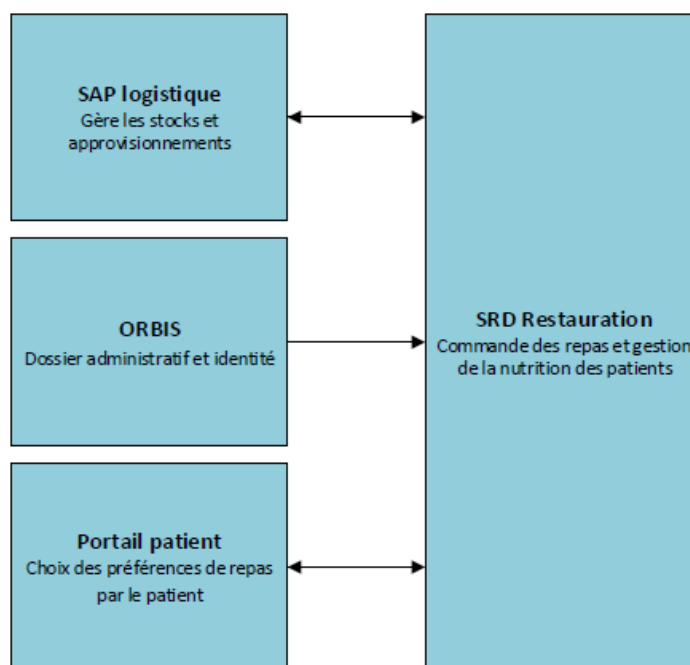 SAP logistique
Gère les stocks et
approvisionnements
ORBIS
Dossier administratif et identité
Portail patient
Choix des préférences de repas
par le patient
SRD Restauration
Commande des repas et gestion
de la nutrition des patients